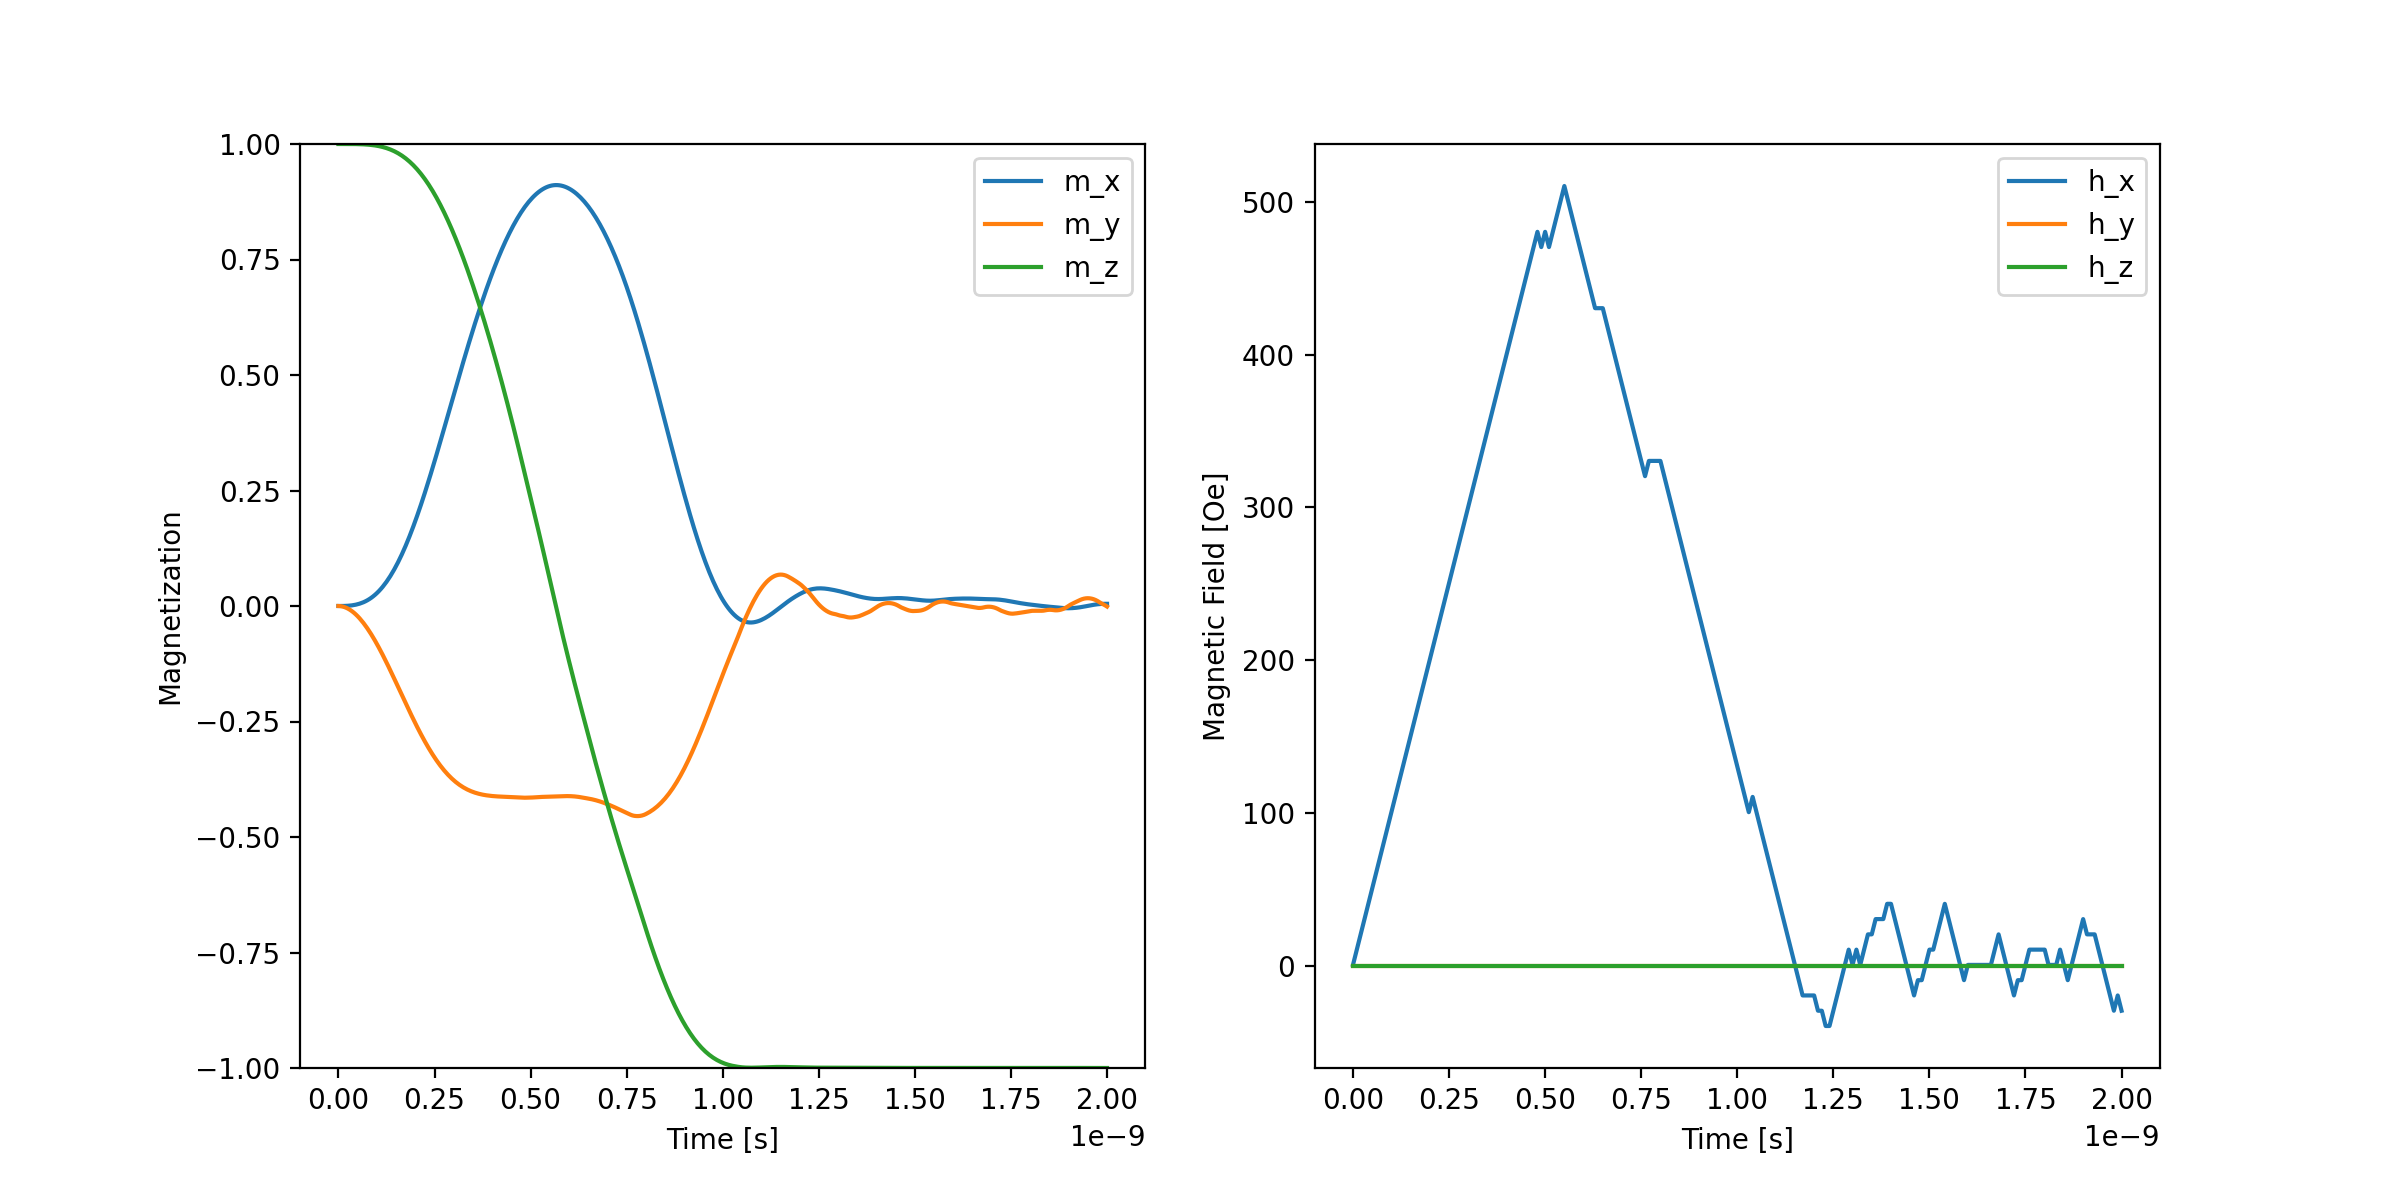 1.00
0.75
0.50
0.25
0.00
−0.25
−0.50
−0.75
−1.00
Magnetization
m_x
m_y
m_z
0.00 0.25 0.50 0.75 1.00 1.25 1.50 1.75 2.00
Time [s]
1e−9
500
400
300
200
100
0
Magnetic Field [Oe]
h_x
h_y
h_z
0.00 0.25 0.50 0.75 1.00 1.25 1.50 1.75 2.00
Time [s]
1e−9